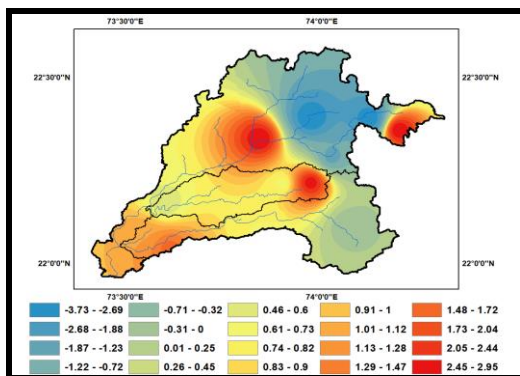 73°30'0"E 74°0'0"E
22°30'0"N 22°30'0"N
22°0'0"N 22°0'0"N
73°30'0"E 74°0'0"E
-3.73 - -2.69 -0.71 - -0.32 0.46 - 0.6 0.91 - 1 1.48 - 1.72
-2.68 - -1.88 -0.31 - 0 0.61 - 0.73 1.01 - 1.12 1.73 - 2.04
-1.87 - -1.23 0.01 - 0.25 0.74 - 0.82 1.13 - 1.28 2.05 - 2.44
-1.22 - -0.72 0.26 - 0.45 0.83 - 0.9 1.29 - 1.47 2.45 - 2.95